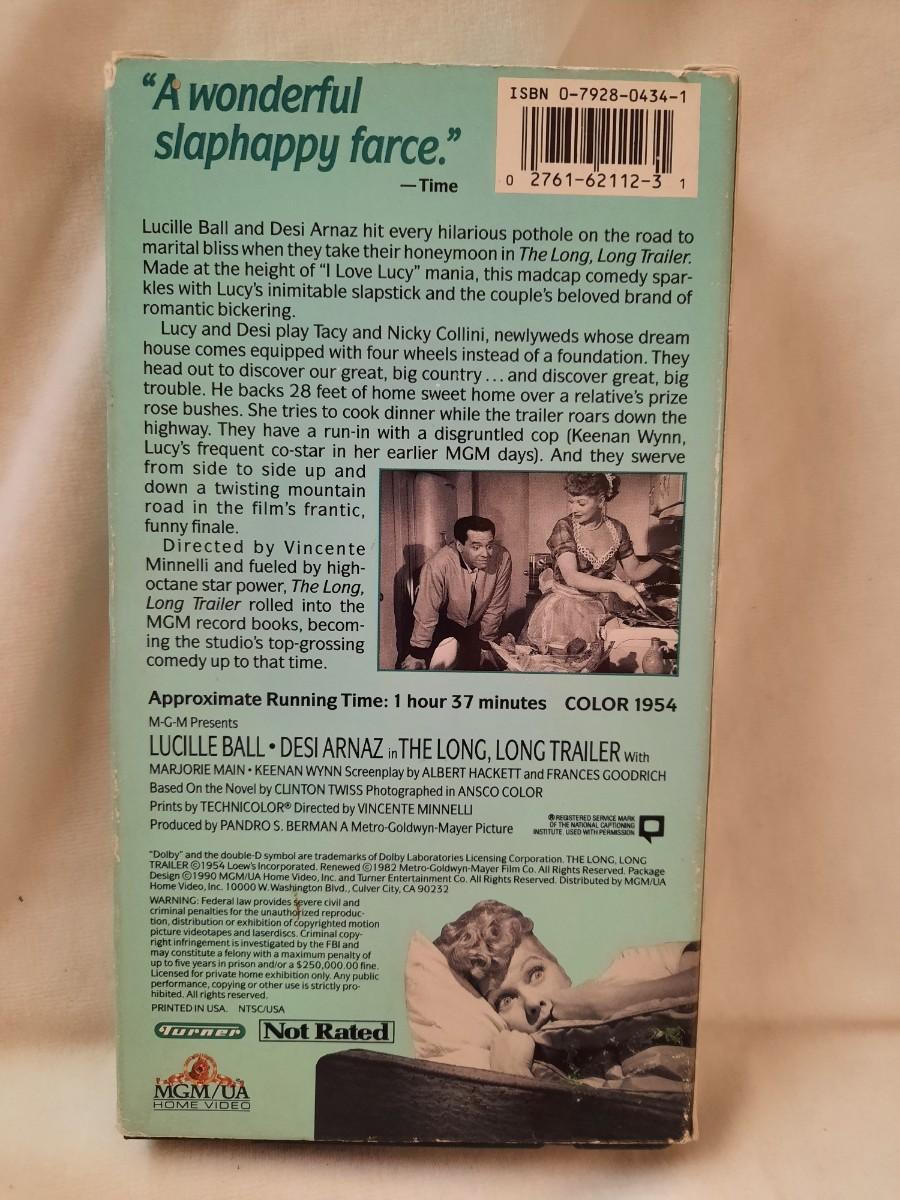 “A wonderful
slaphappy farce.”
—Time
ISBN 0-7928-0434-1
0 2761-62112-3 1
Lucille Ball and Desi Arnaz hit every hilarious pothole on the road to
marital bliss when they take their honeymoon in The Long, Long Trailer.
Made at the height of “I Love Lucy” mania, this madcap comedy spar-
kles with Lucy’s inimitable slapstick and the couple’s beloved brand of
romantic bickering.
Lucy and Desi play Tacy and Nicky Collini, newlyweds whose dream
house comes equipped with four wheels instead of a foundation. They
head out to discover our great, big country...and discover great, big
trouble. He backs 28 feet of home sweet home over a relative’s prize
rose bushes. She tries to cook dinner while the trailer roars down the
highway. They have a run-in with a disgruntled cop (Keenan Wynn,
Lucy’s frequent co-star in her earlier MGM days). And they swerve
from side to side up and
down a twisting mountain
road in the film’s frantic,
funny finale.
Directed by Vincente
Minnelli and fueled by high-
octane star power, The Long,
Long Trailer rolled into the
MGM record books, becom-
ing the studio’s top-grossing
comedy up to that time.
Approximate Running Time: 1 hour 37 minutes COLOR 1954
M-G-M Presents
LUCILLE BALL • DESI ARNAZ in THE LONG, LONG TRAILER With
MARJORIE MAIN • KEENAN WYNN Screenplay by ALBERT HACKETT and FRANCES GOODRICH
Based On the Novel by CLINTON TWISS Photographed in ANSCO COLOR
Prints by TECHNICOLOR® Directed by VINCENTE MINNELLI
Produced by PANDRO S. BERMAN A Metro-Goldwyn-Mayer Picture
® REGISTERED SERVICE MARK
OF THE NATIONAL CAPTIONING
INSTITUTE. USED WITH PERMISSION
“Dolby” and the double-D symbol are trademarks of Dolby Laboratories Licensing Corporation. THE LONG, LONG
TRAILER ©1954 Loew’s Incorporated. Renewed ©1982 Metro-Goldwyn-Mayer Film Co. All Rights Reserved. Package
Design ©1990 MGM/UA Home Video, Inc. and Turner Entertainment Co. All Rights Reserved. Distributed by MGM/UA
Home Video, Inc. 10000 W. Washington Blvd., Culver City, CA 90232
WARNING: Federal law provides severe civil and
criminal penalties for the unauthorized reproduc-
tion, distribution or exhibition of copyrighted motion
picture videotapes and laserdiscs. Criminal copy-
right infringement is investigated by the FBI and
may constitute a felony with a maximum penalty of
up to five years in prison and/or a $250,000.00 fine.
Licensed for private home exhibition only. Any public
performance, copying or other use is strictly pro-
hibited. All rights reserved.
PRINTED IN USA. NTSC/USA
Turner
Not Rated
MGM/UA
HOME VIDEO